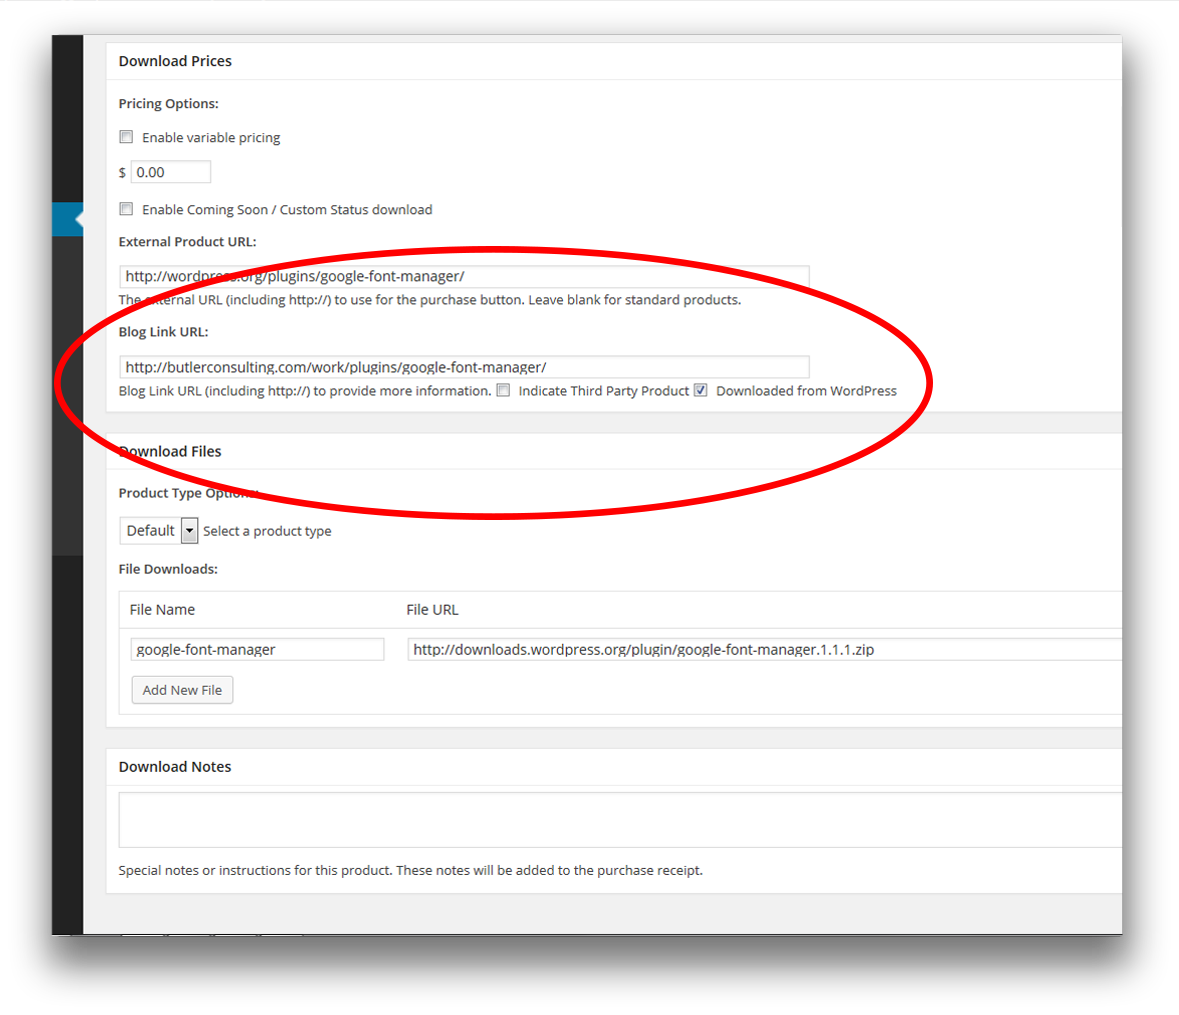 Download Prices
Pricing Options:
Enable variable pricing
$ 0.00
Enable Coming Soon / Custom Status download
External Product URL:
http://wordpress.org/plugins/google-font-manager/
The external URL (including http://) to use for the purchase button. Leave blank for standard products.
Blog Link URL:
http://butlerconsulting.com/work/plugins/google-font-manager/
Blog Link URL (including http://) to provide more information. Indicate Third Party Product Downloaded from WordPress
Download Files
Product Type Options:
Default Select a product type
File Downloads:
File Name File URL
google-font-manager http://downloads.wordpress.org/plugin/google-font-manager.1.1.1.zip
Add New File
Download Notes
Special notes or instructions for this product. These notes will be added to the purchase receipt.